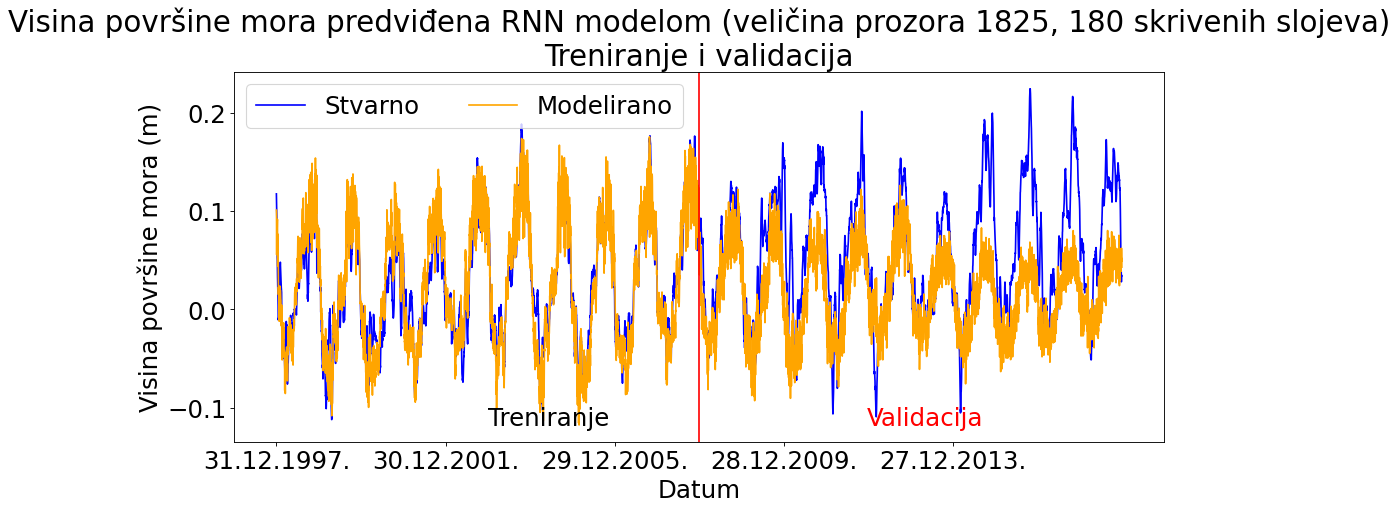 Visina površine mora predviđena RNN modelom (veličina prozora 1825, 180 skrivenih slojeva)
Treniranje i validacija
Stvarno
Modelirano
Visina površine mora (m)
0.2
0.1
0.0
−0.1
Treniranje
Validacija
31.12.1997.
30.12.2001.
29.12.2005.
28.12.2009.
27.12.2013.
Datum